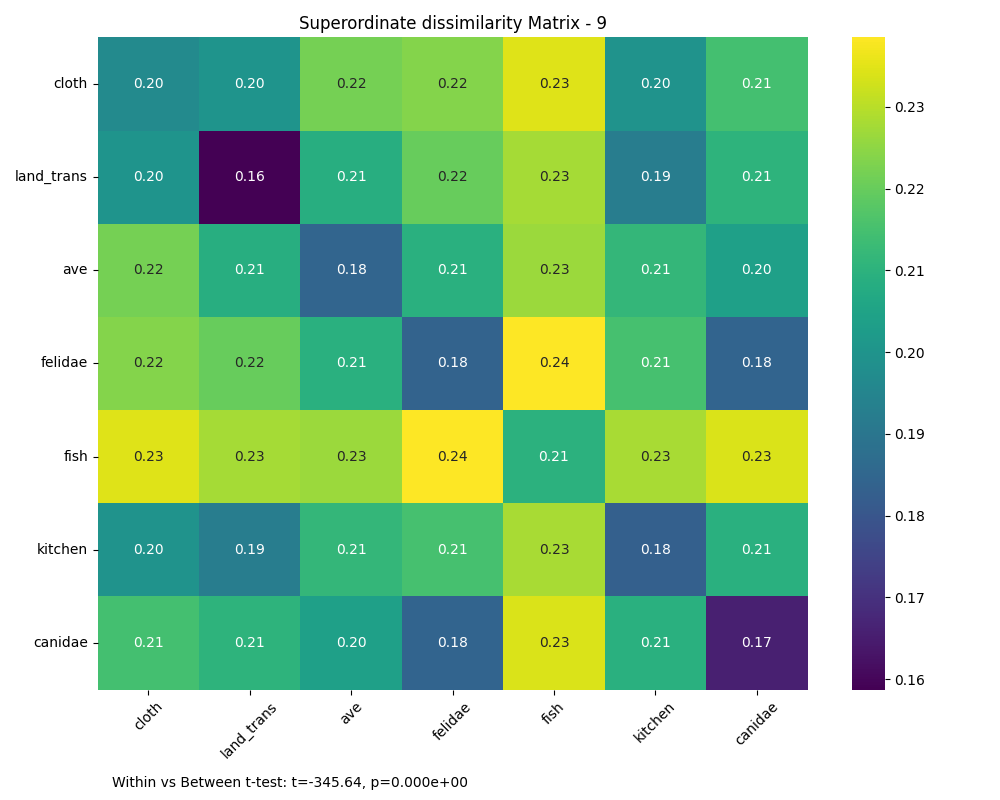 Superordinate dissimilarity Matrix - 9
cloth 0.20 0.20 0.22 0.22 0.23 0.20 0.21
land_trans 0.20 0.16 0.21 0.22 0.23 0.19 0.21
ave 0.22 0.21 0.18 0.21 0.23 0.21 0.20
felidae 0.22 0.22 0.21 0.18 0.24 0.21 0.18
fish 0.23 0.23 0.23 0.24 0.21 0.23 0.23
kitchen 0.20 0.19 0.21 0.21 0.23 0.18 0.21
canidae 0.21 0.21 0.20 0.18 0.23 0.21 0.17
cloth land_trans ave felidae fish kitchen canidae
0.23
0.22
0.21
0.20
0.19
0.18
0.17
0.16
Within vs Between t-test: t=-345.64, p=0.000e+00